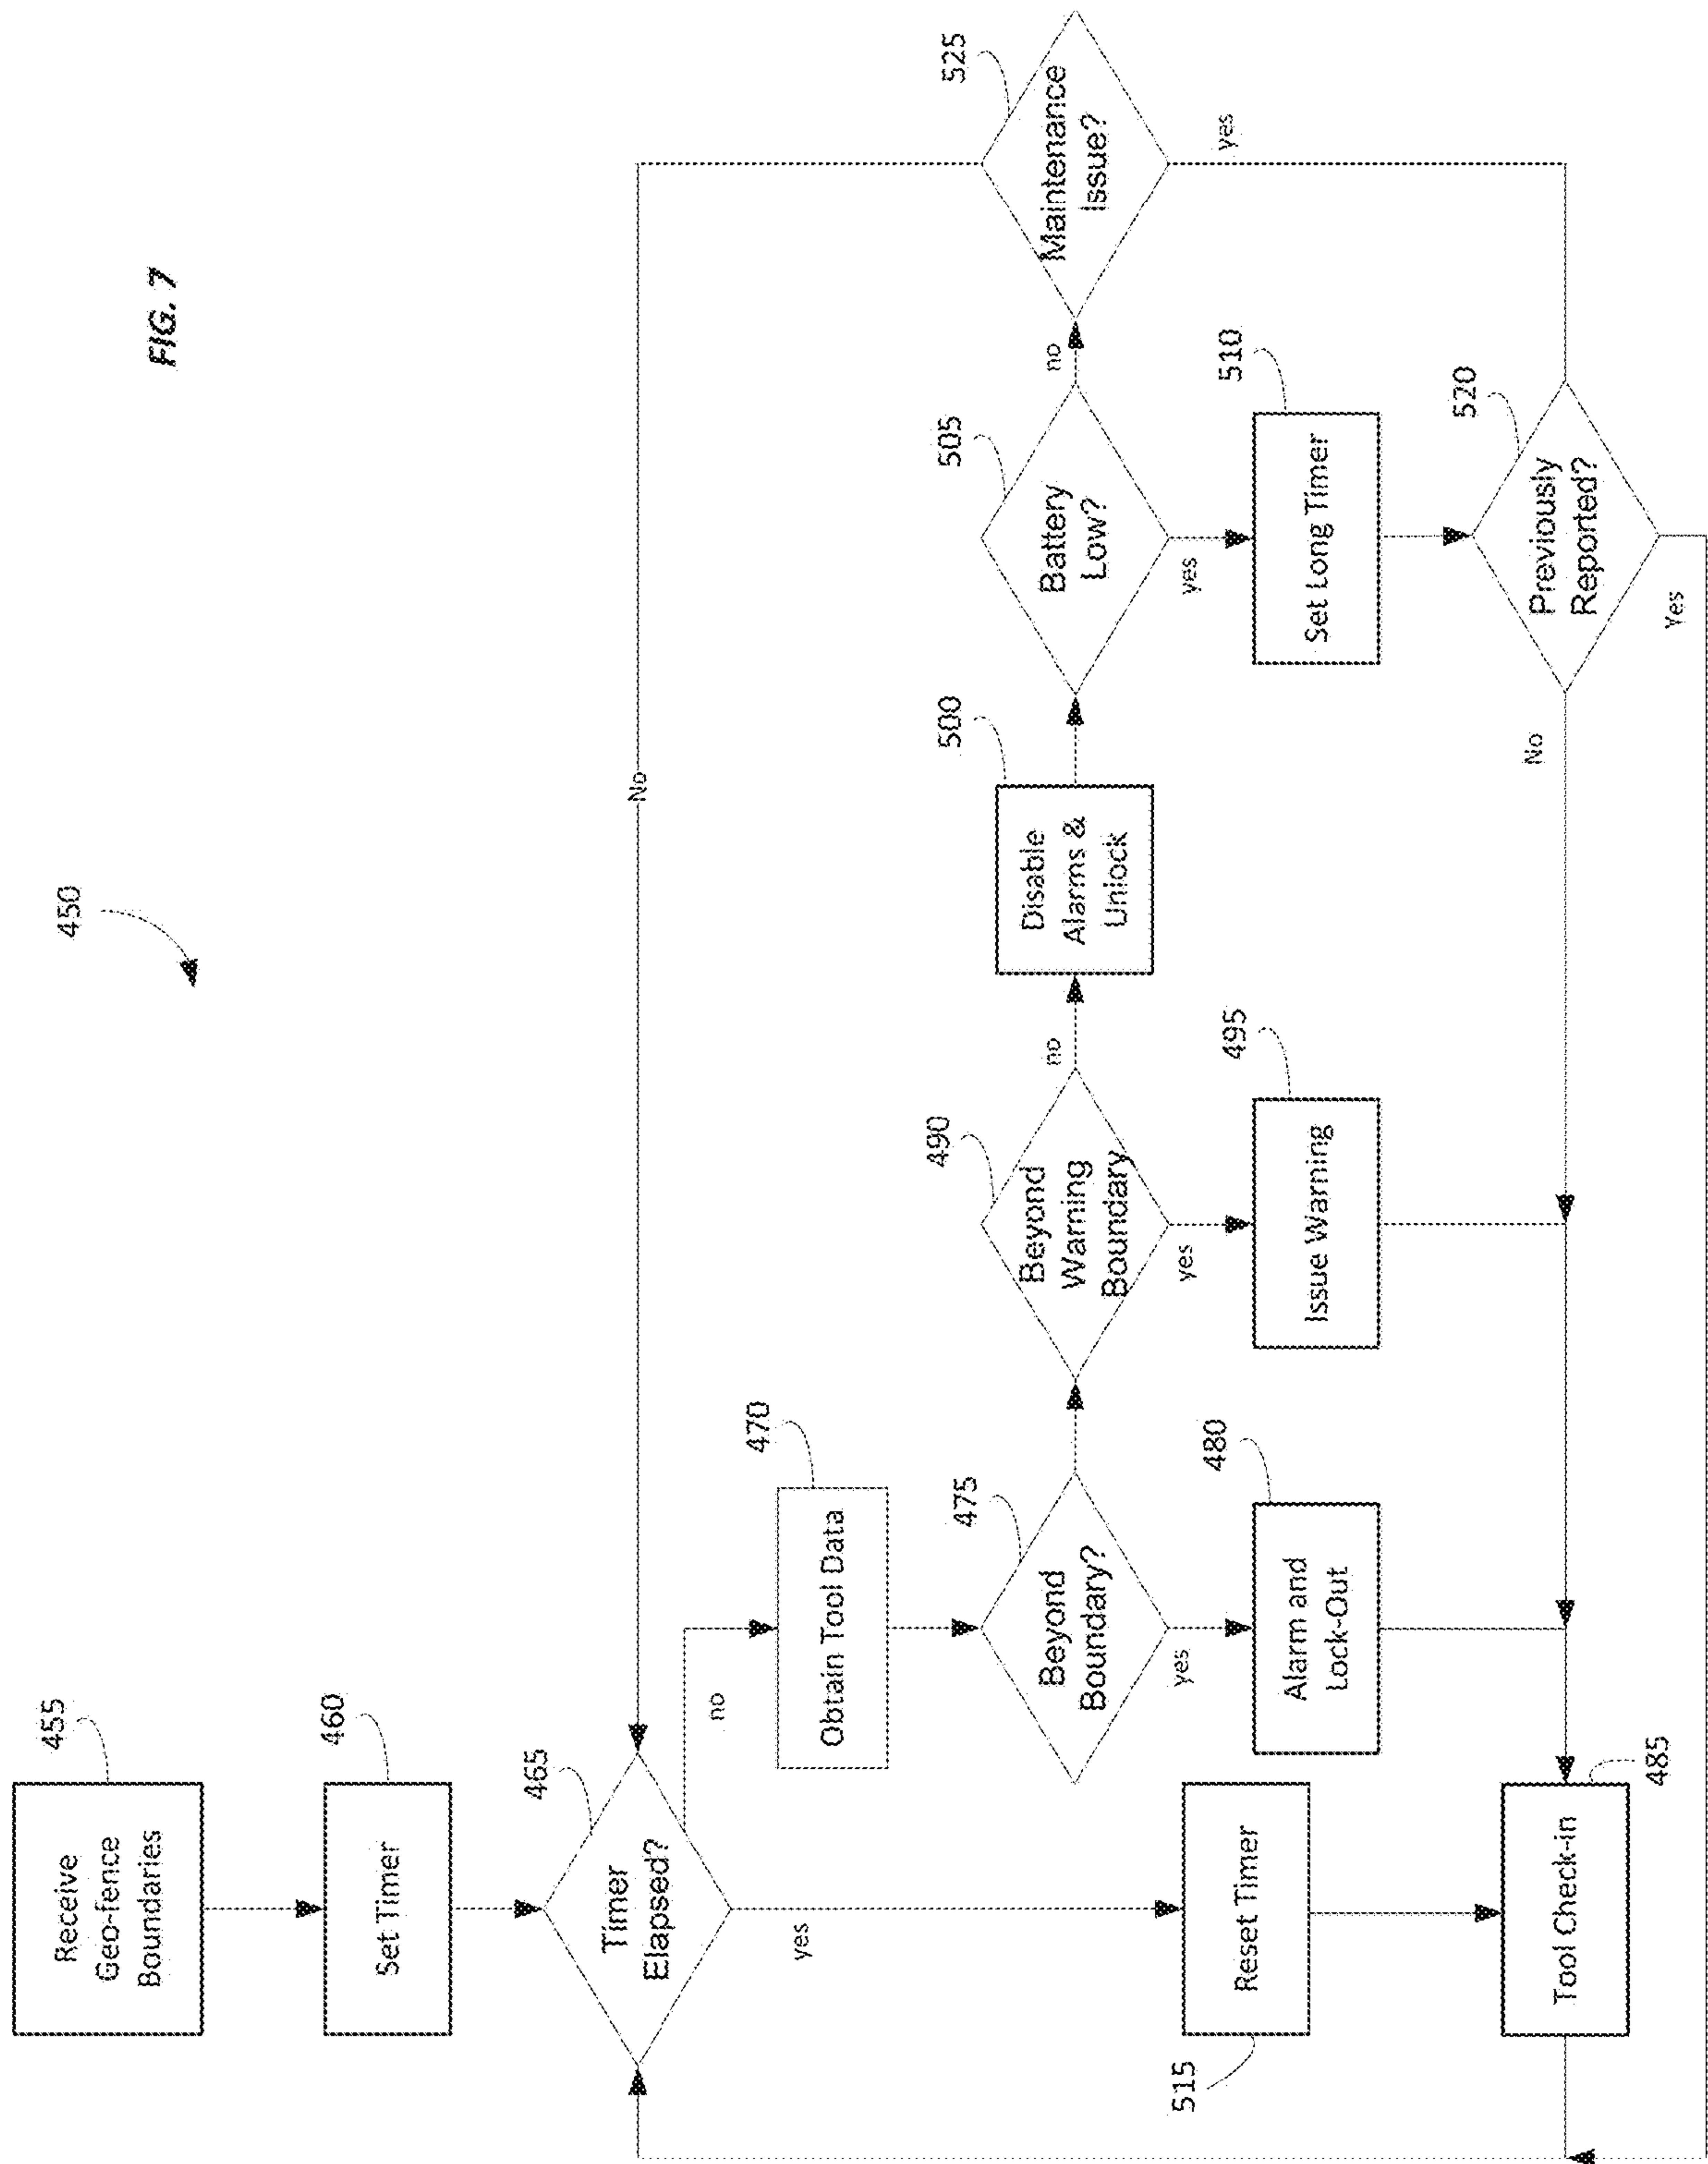 FIG. 7
450
455
Receive
Geo-fence
Boundaries
460
Set Timer
465
Timer
Elapsed?
No
no
yes
470
Obtain Tool Data
475
Beyond
Boundary?
yes
480
Alarm and
Lock-Out
490
Beyond
Warning
Boundary
no
yes
495
Issue Warning
500
Disable
Alarms &
Unlock
505
Battery
Low?
no
yes
510
Set Long Timer
525
Maintenance
Issue?
yes
520
Previously
Reported?
No
Yes
515
Reset Timer
485
Tool Check-in